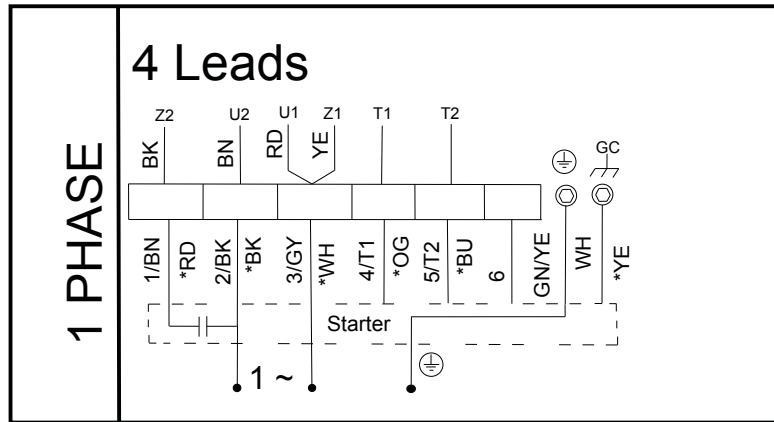 1 PHASE
4 Leads
Z2 U2 U1 Z1 T1 T2 GC
BK BN RD YE
1/BN *RD 2/BK *BK 3/GY *WH 4/T1 *OG 5/T2 *BU 6 GN/YE WH *YE
Starter
1 ~